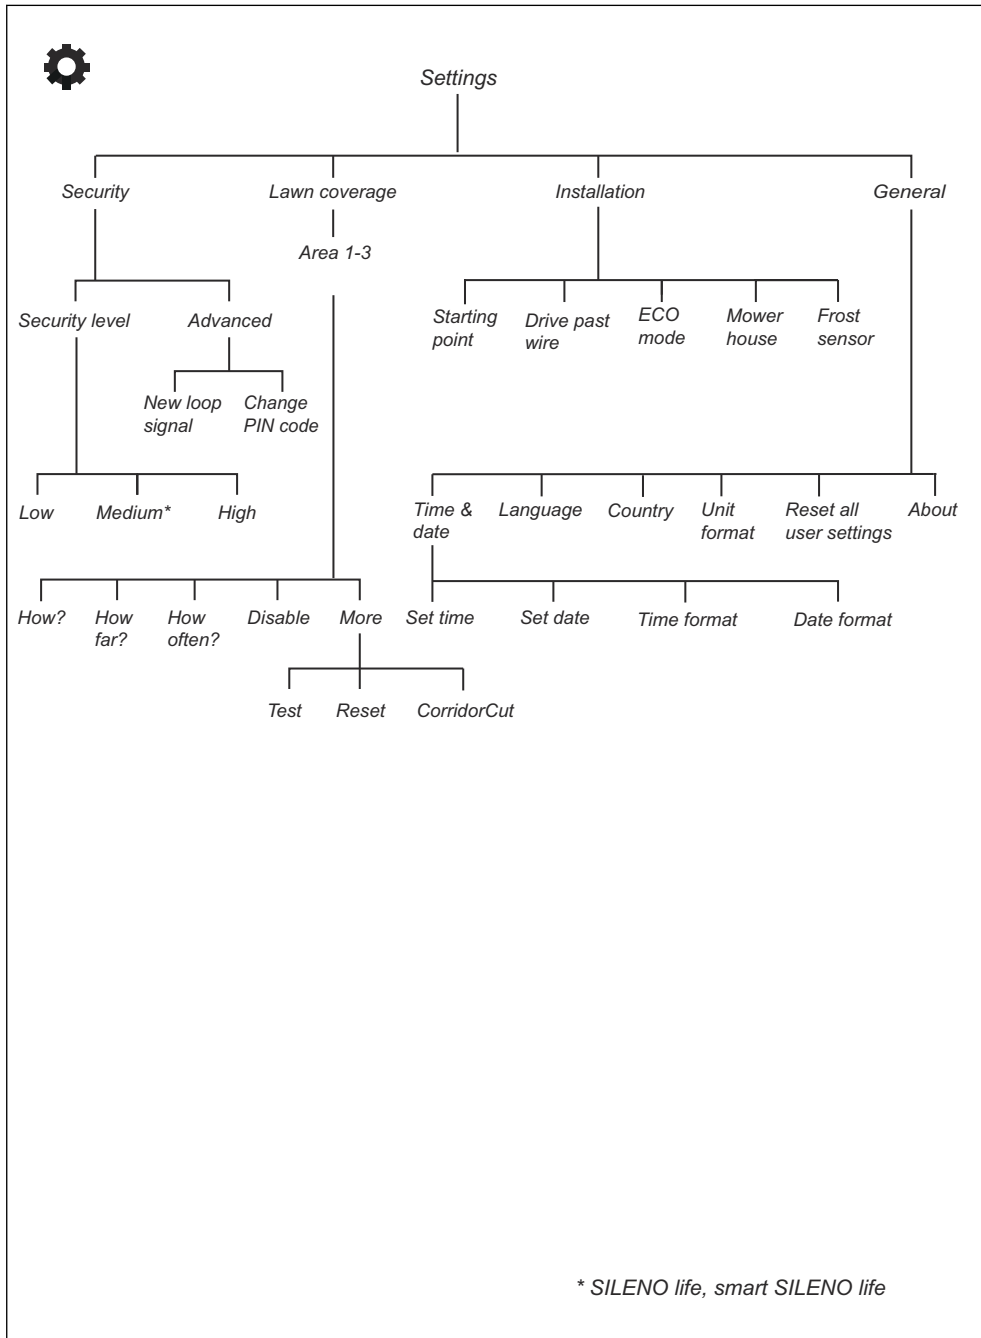 Settings
Security
Lawn coverage
Installation
General
Area 1-3
Security level
Advanced
Starting
point
Drive past
wire
ECO
mode
Mower
house
Frost
sensor
New loop
signal
Change
PIN code
Low
Medium*
High
Time &
date
Language
Country
Unit
format
Reset all
user settings
About
How?
How
far?
How
often?
Disable
More
Set time
Set date
Time format
Date format
Test
Reset
CorridorCut
* SILENO life, smart SILENO life